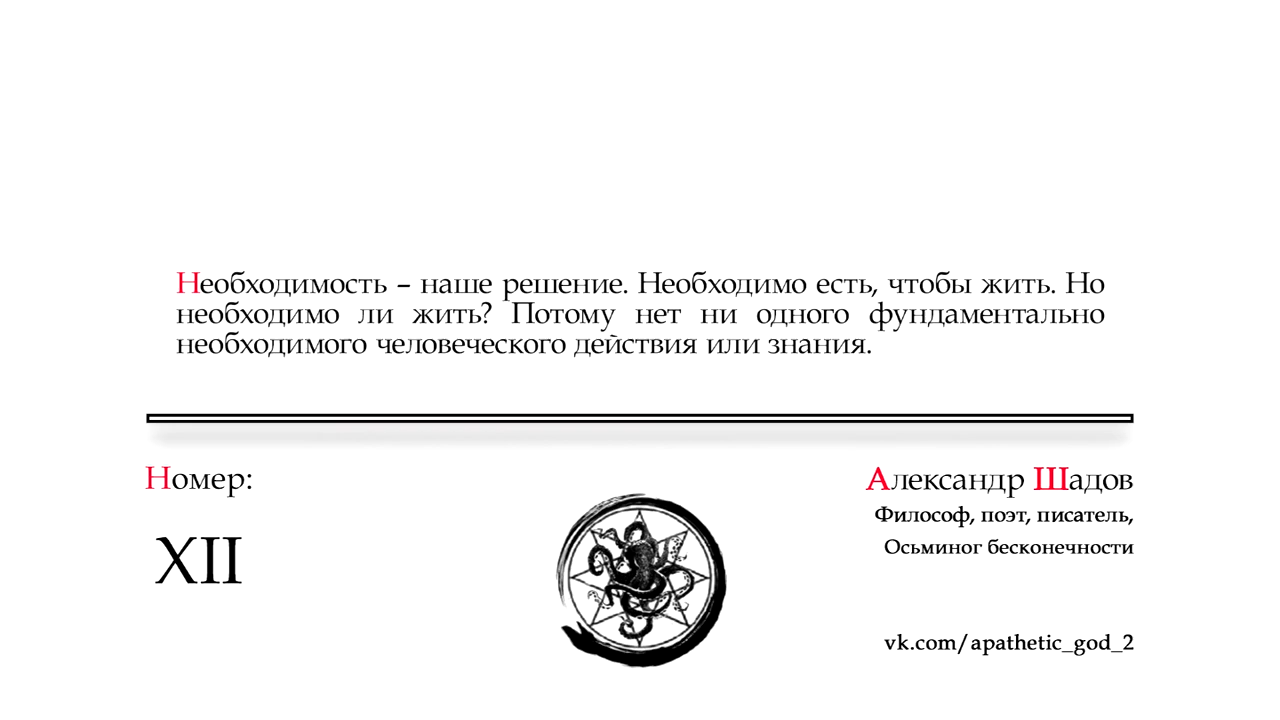 Необходимость – наше решение. Необходимо есть, чтобы жить. Но
необходимо ли жить? Потому нет ни одного фундаментально
необходимого человеческого действия или знания.
Номер:
XII
Александр Шадов
Философ, поэт, писатель,
Осьминог бесконечности
vk.com/apathetic_god_2